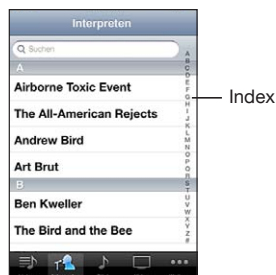 Interpreten
Suchen
A
Airborne Toxic Event
The All-American Rejects
Andrew Bird
Art Brut
B
Ben Kweller
The Bird and the Bee
A
B
C
D
E
F
G
H
I
J
K
L
M
N
O
P
Q
R
S
T
U
V
W
X
Y
Z
#
Index